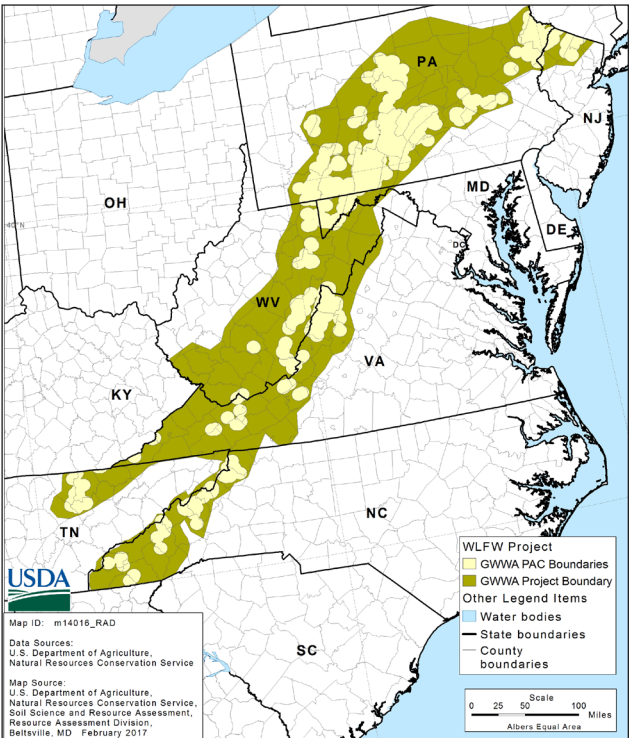 PA
NJ
OH
MD
40°N
DE
DC
WV
VA
KY
NC
TN
SC
WLFW Project
GWWA PAC Boundaries
GWWA Project Boundary
Other Legend Items
Water bodies
State boundaries
County
boundaries
USDA
Map ID: m14016_RAD
Data Sources:
U.S. Department of Agriculture,
Natural Resources Conservation Service
Map Source:
U.S. Department of Agriculture,
Natural Resources Conservation Service,
Soil Science and Resource Assessment,
Resource Assessment Division,
Beltsville, MD February 2017
Scale
0 25 50 100
Miles
Albers Equal Area